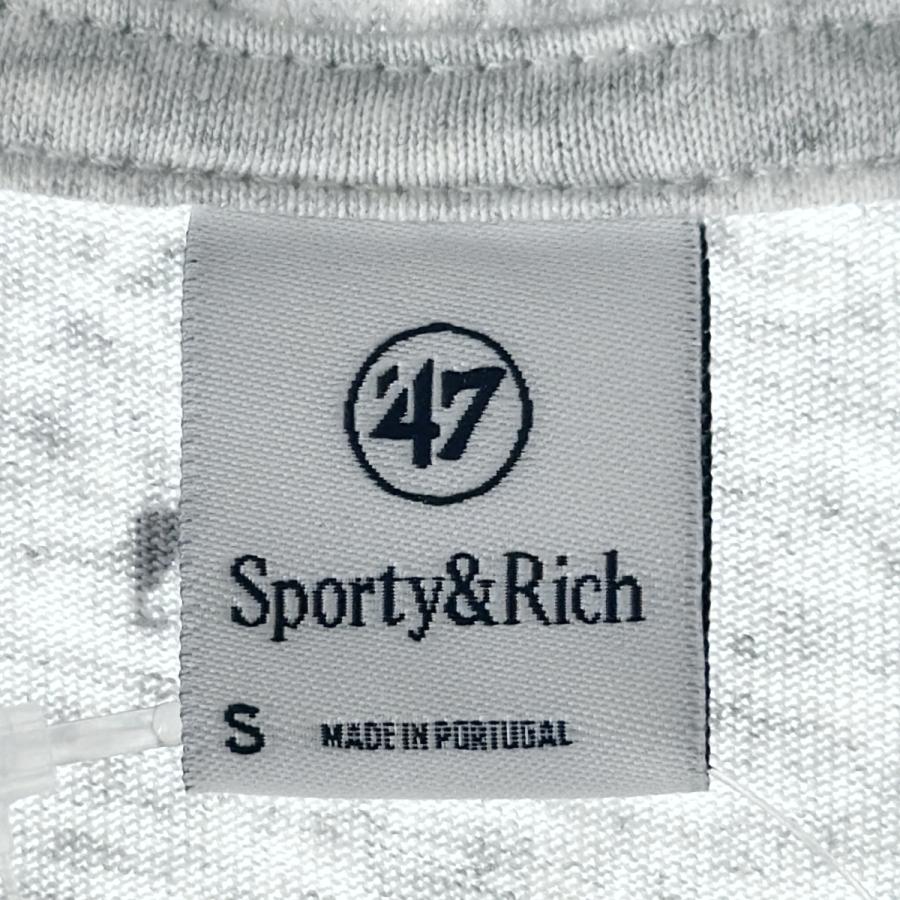 '47
Sporty&Rich
S MADE IN PORTUGAL